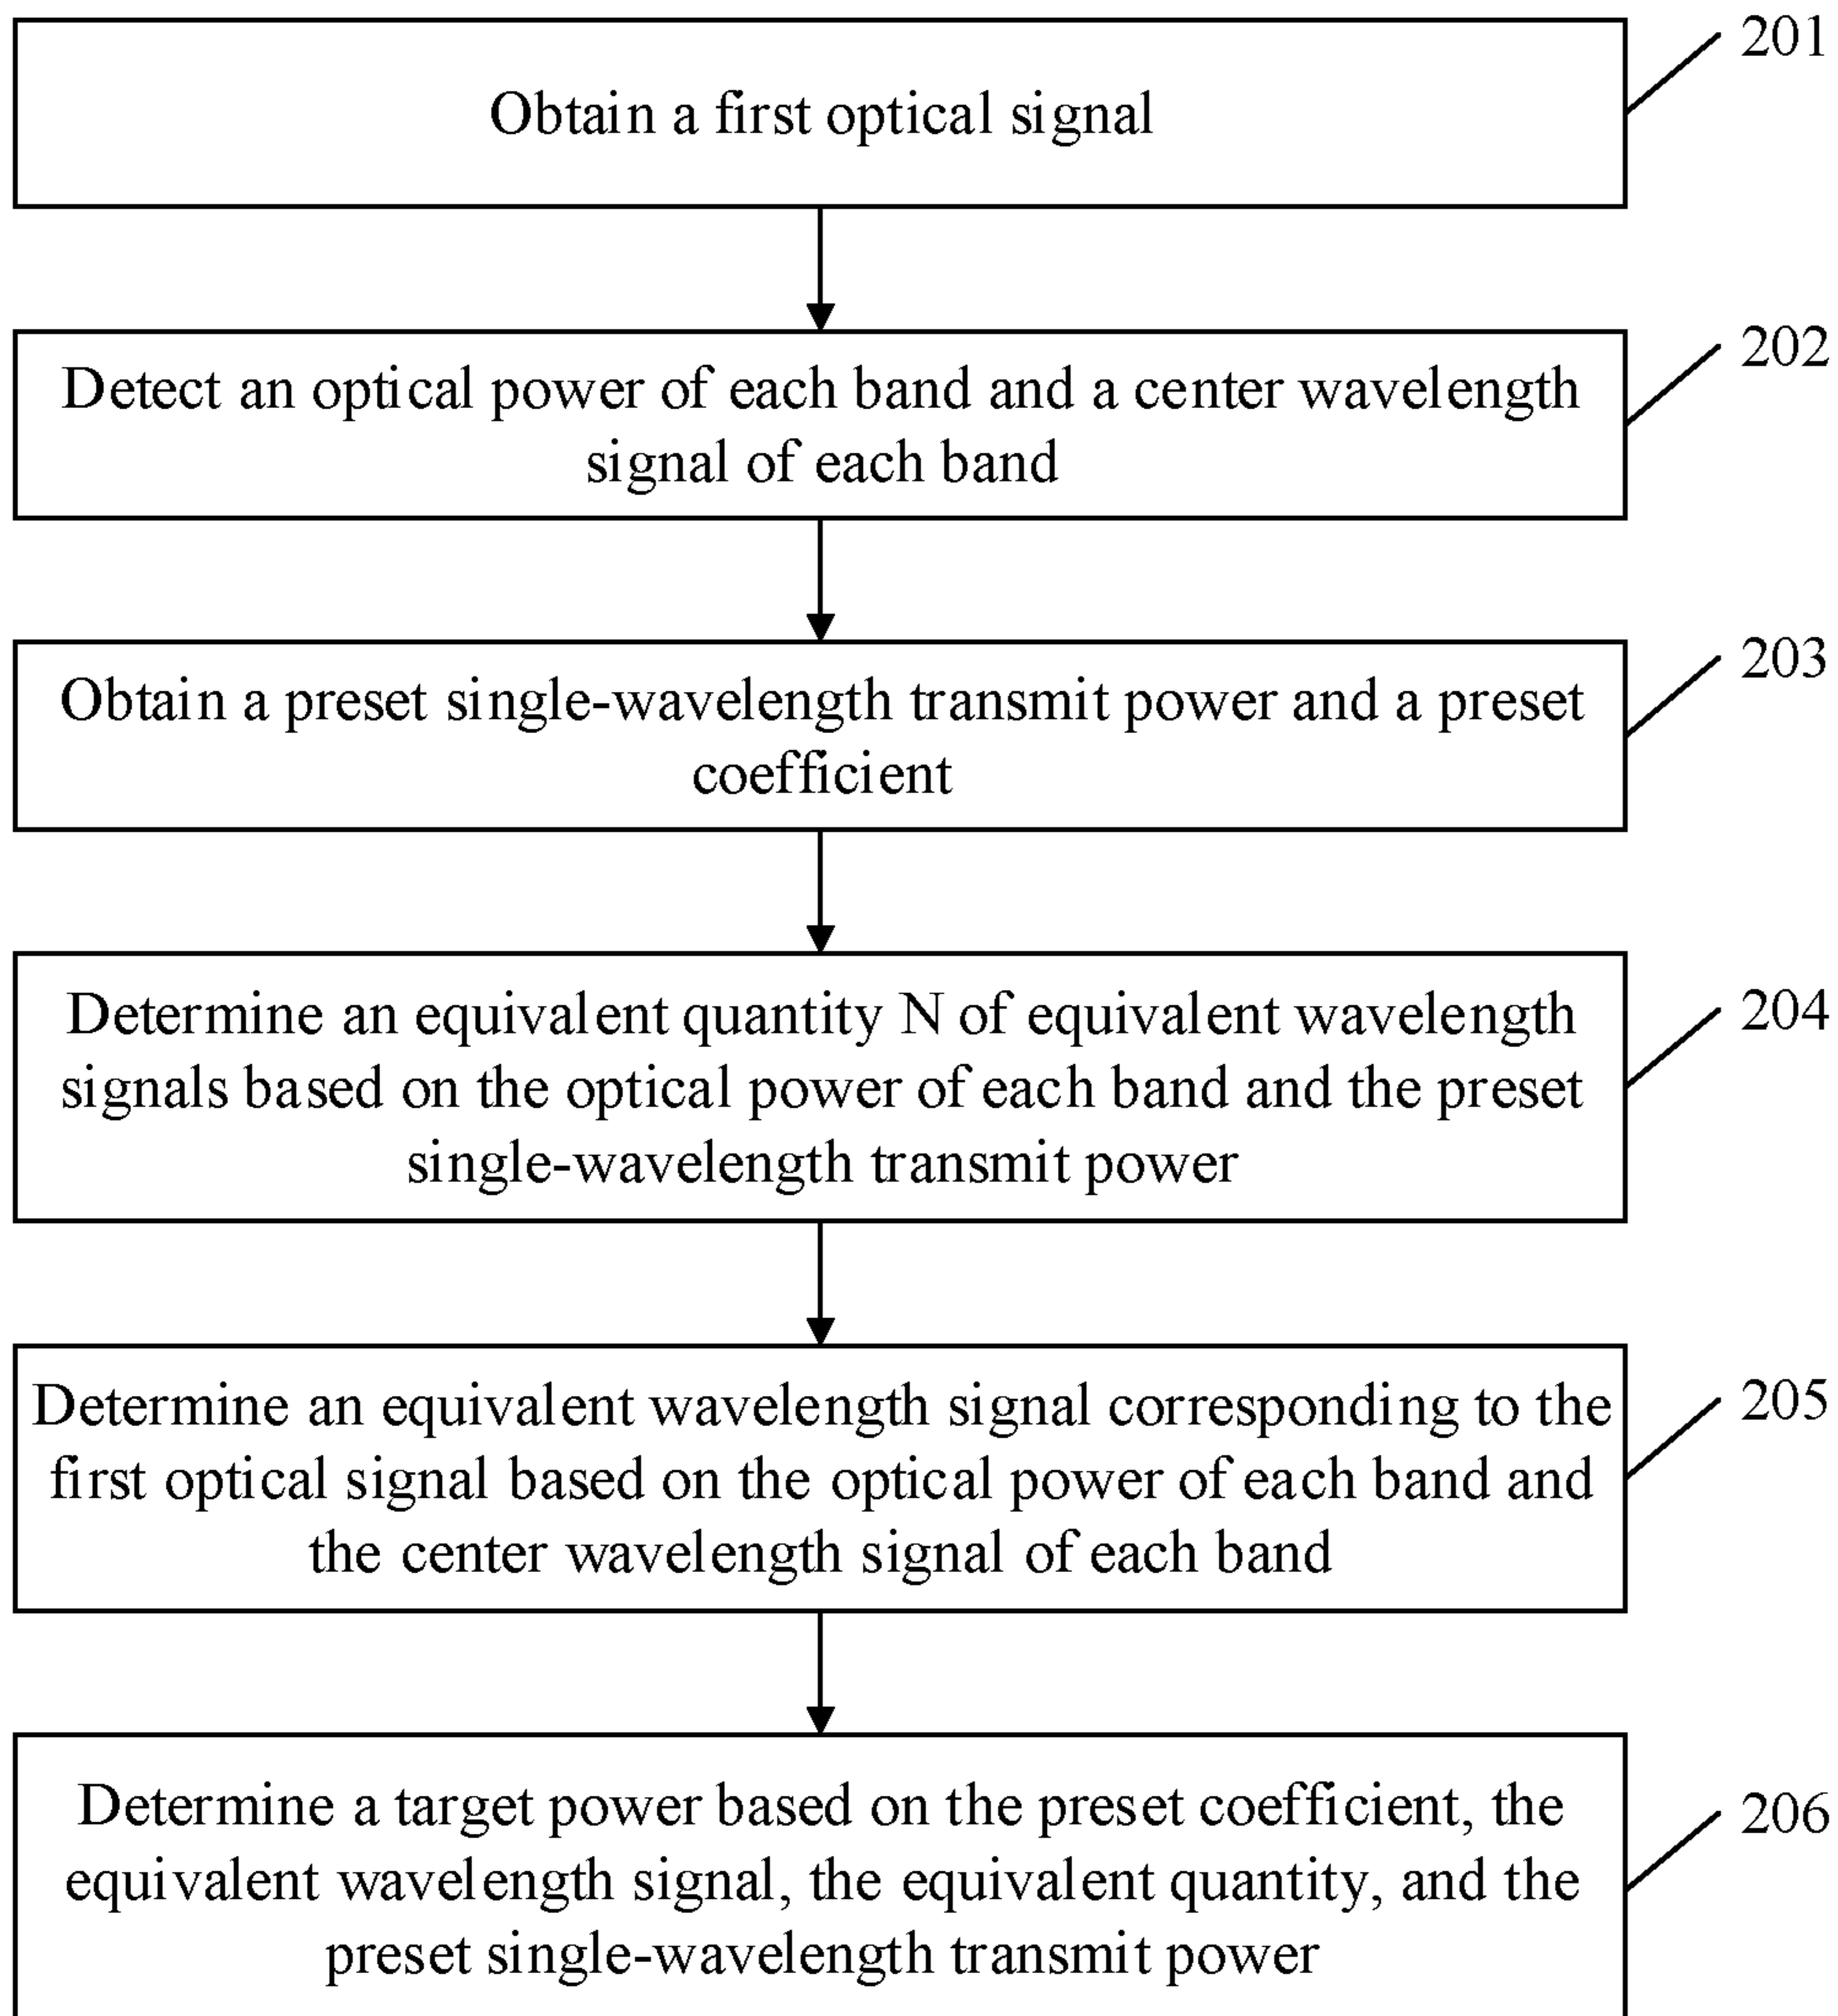 Obtain a first optical signal
201
Detect an optical power of each band and a center wavelength
signal of each band
202
Obtain a preset single-wavelength transmit power and a preset
coefficient
203
Determine an equivalent quantity N of equivalent wavelength
signals based on the optical power of each band and the preset
single-wavelength transmit power
204
Determine an equivalent wavelength signal corresponding to the
first optical signal based on the optical power of each band and
the center wavelength signal of each band
205
Determine a target power based on the preset coefficient, the
equivalent wavelength signal, the equivalent quantity, and the
preset single-wavelength transmit power
206